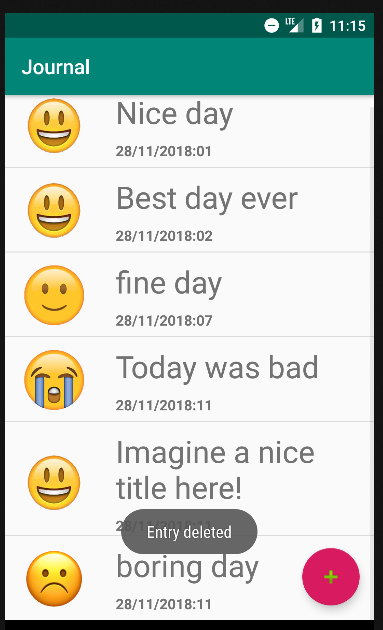 LTE 11:15
Journal
Nice day
28/11/2018:01
Best day ever
28/11/2018:02
fine day
28/11/2018:07
Today was bad
28/11/2018:11
Imagine a nice
title here!
Entry deleted
boring day
+
28/11/2018:11